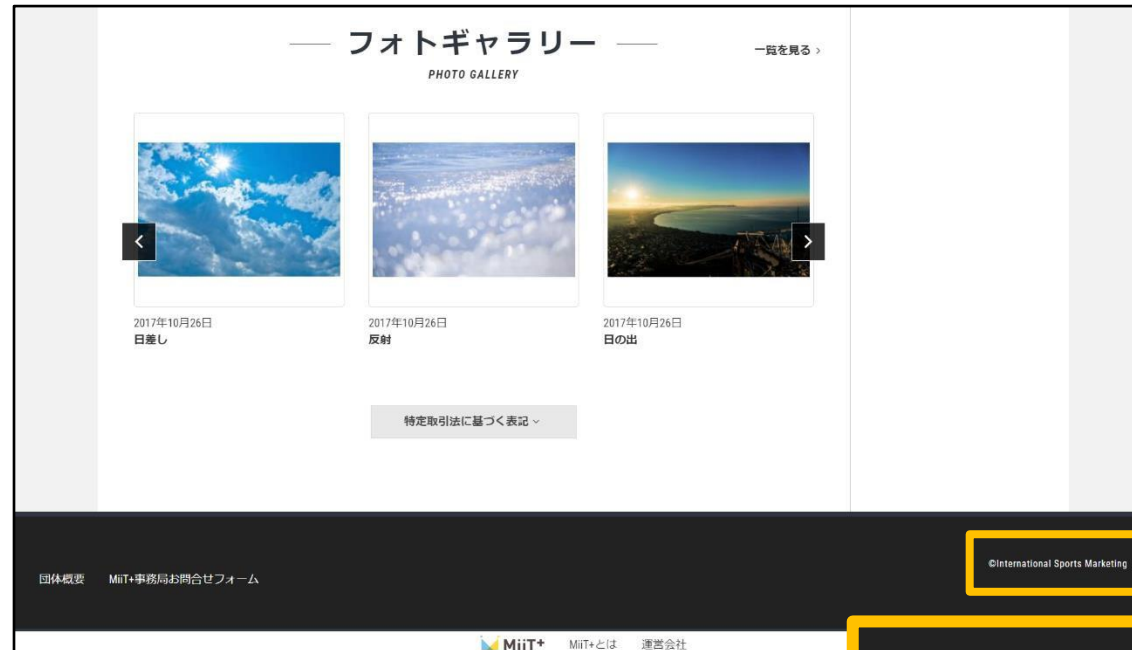 フォトギャラリー
一覧を見る >
PHOTO GALLERY
2017年10月26日
日差し
2017年10月26日
反射
2017年10月26日
日の出
特定取引法に基づく表記
団体概要 MiiT+事務局お問合せフォーム
©International Sports Marketing
MiiT+ MiiT+とは 運営会社